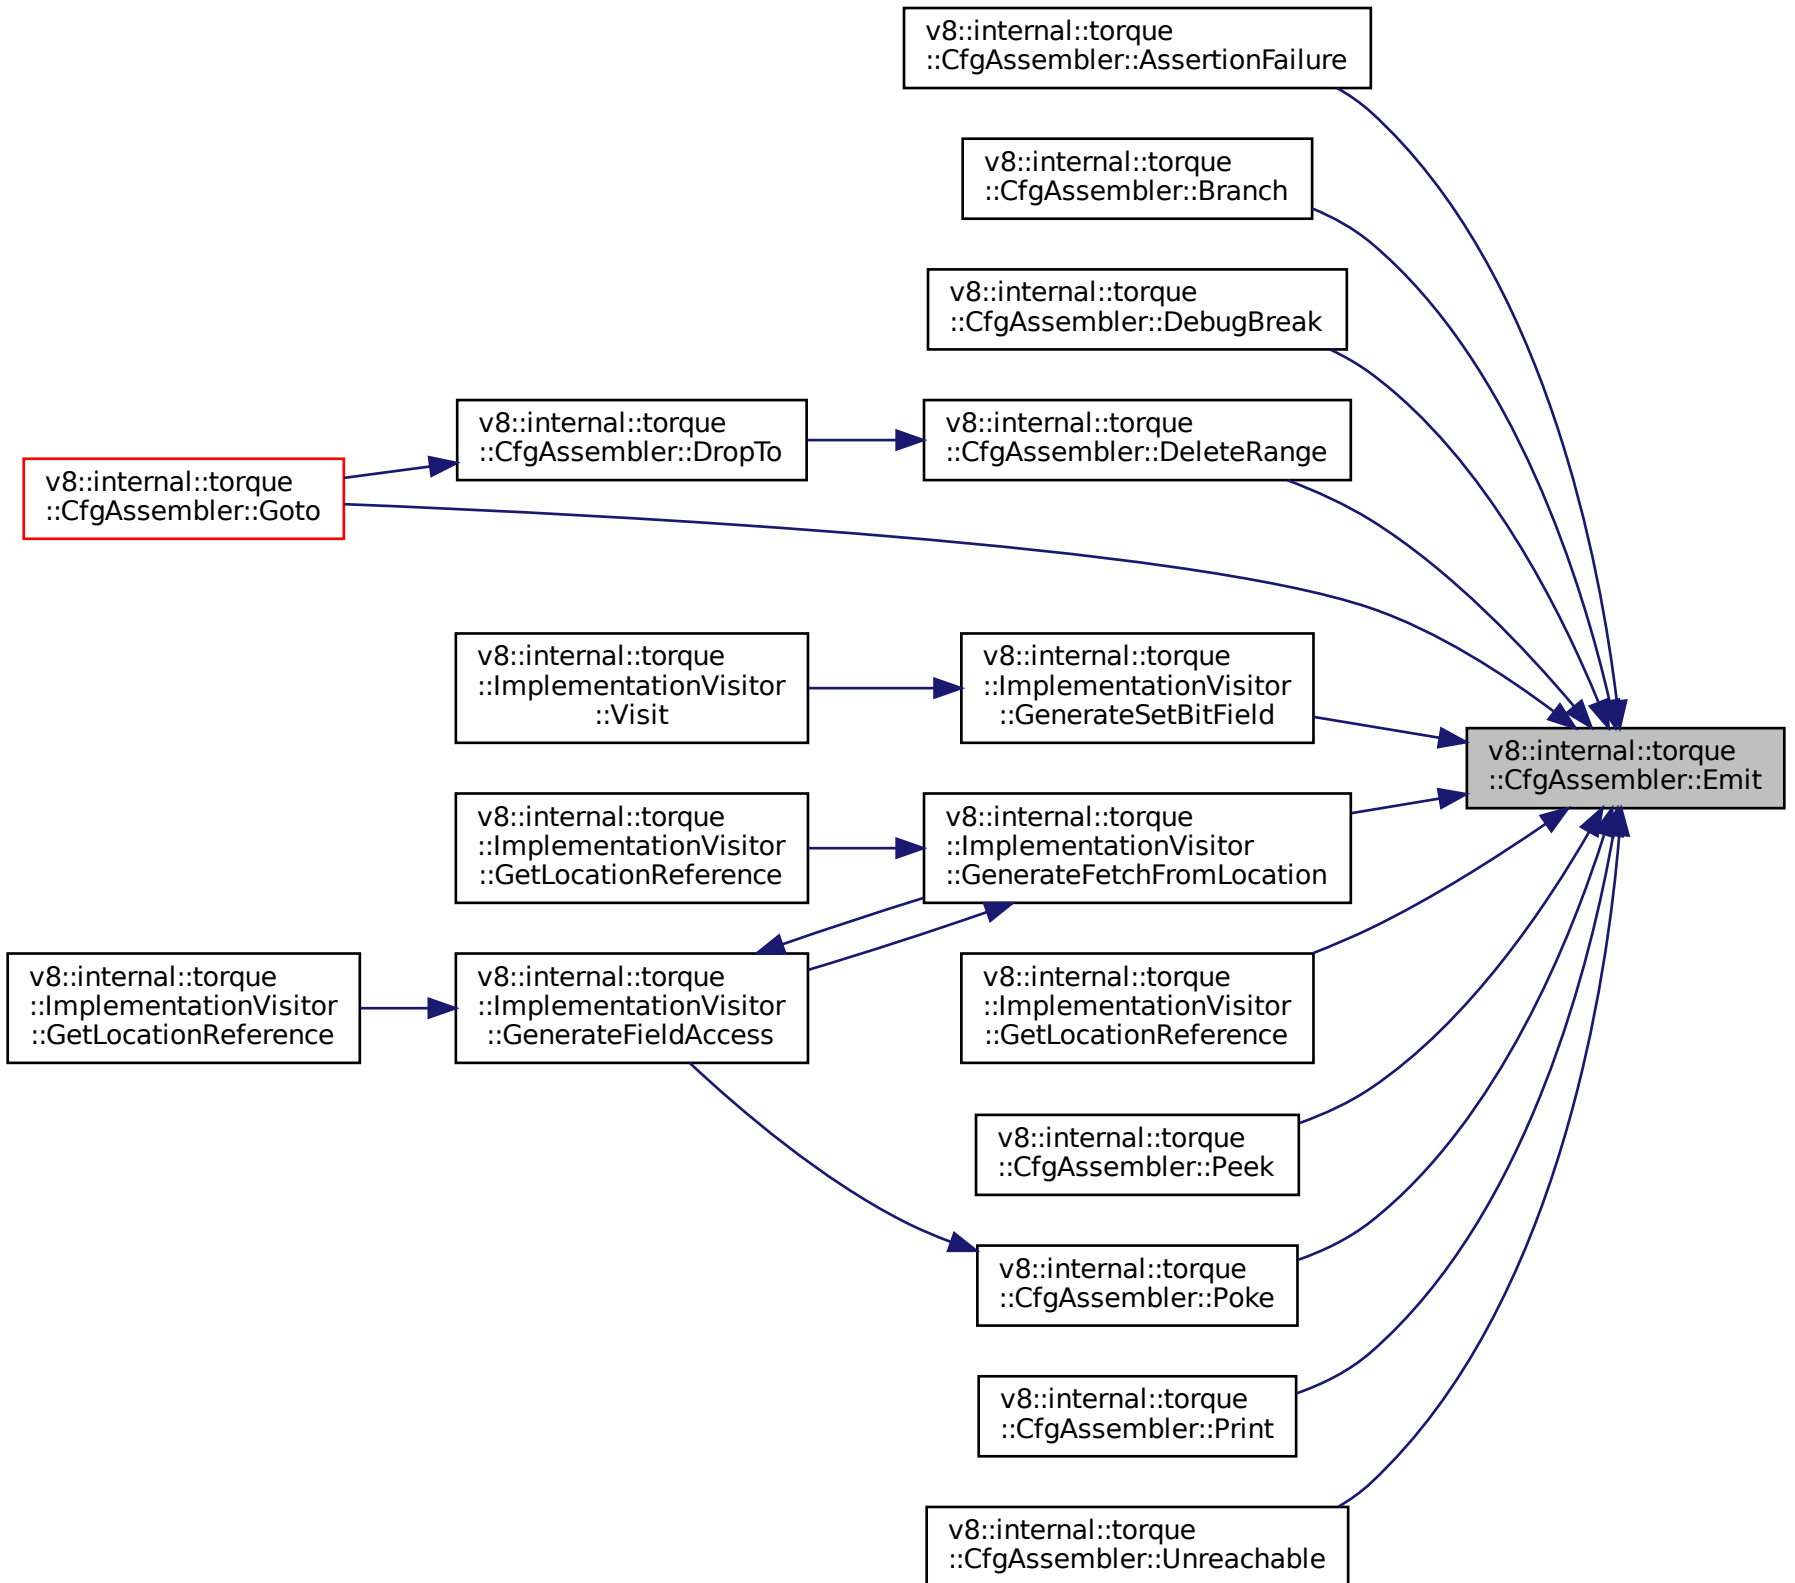 v8::internal::torque
::CfgAssembler::AssertionFailure
v8::internal::torque
::CfgAssembler::Branch
v8::internal::torque
::CfgAssembler::DebugBreak
v8::internal::torque
::CfgAssembler::DropTo
v8::internal::torque
::CfgAssembler::DeleteRange
v8::internal::torque
::CfgAssembler::Goto
v8::internal::torque
::ImplementationVisitor
::Visit
v8::internal::torque
::ImplementationVisitor
::GenerateSetBitField
v8::internal::torque
::CfgAssembler::Emit
v8::internal::torque
::ImplementationVisitor
::GetLocationReference
v8::internal::torque
::ImplementationVisitor
::GenerateFetchFromLocation
v8::internal::torque
::ImplementationVisitor
::GetLocationReference
v8::internal::torque
::ImplementationVisitor
::GenerateFieldAccess
v8::internal::torque
::ImplementationVisitor
::GetLocationReference
v8::internal::torque
::CfgAssembler::Peek
v8::internal::torque
::CfgAssembler::Poke
v8::internal::torque
::CfgAssembler::Print
v8::internal::torque
::CfgAssembler::Unreachable